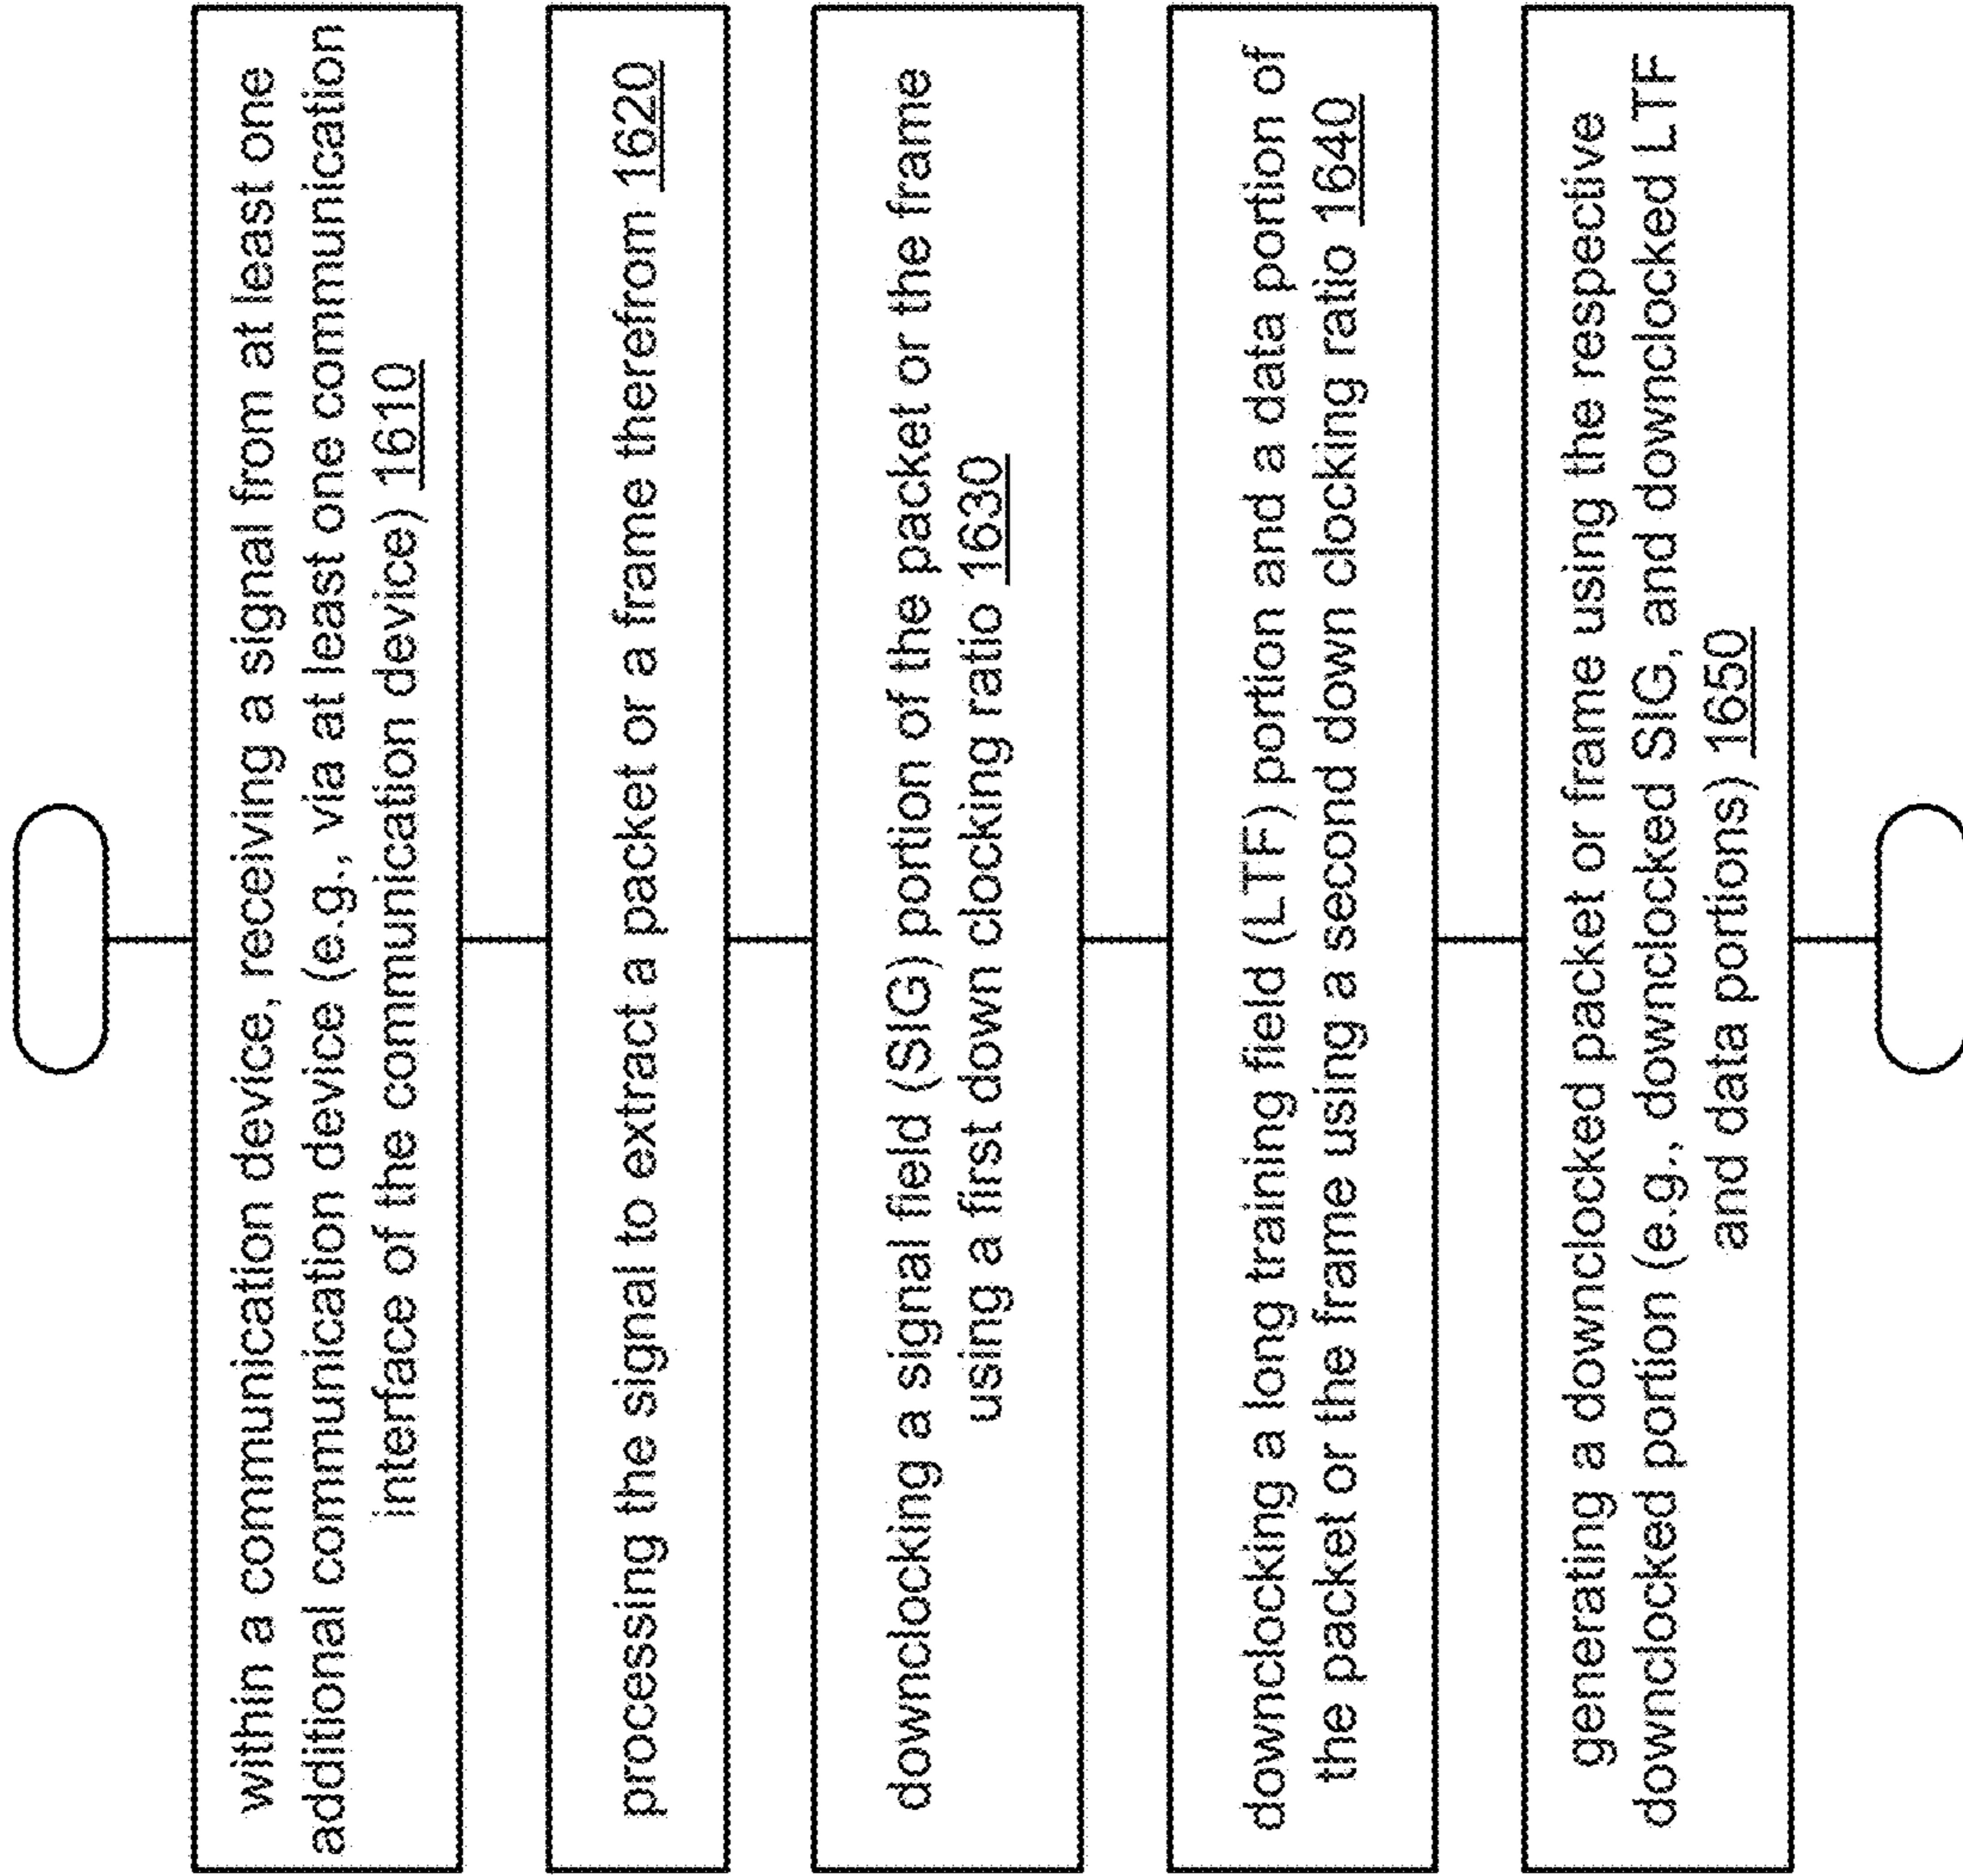 within a communication device, receiving a signal from at least one
additional communication device (e.g., via at least one communication
interface of the communication device) 1610
processing the signal to extract a packet or a frame therefrom 1620
downclocking a signal field (SIG) portion of the packet or the frame
using a first down clocking ratio 1630
downclocking a long training field (LTF) portion and a data portion of
the packet or the frame using a second down clocking ratio 1640
generating a downclocked packet or frame using the respective
downclocked portion (e.g., downclocked SIG, and downclocked LTF
and data portions) 1650